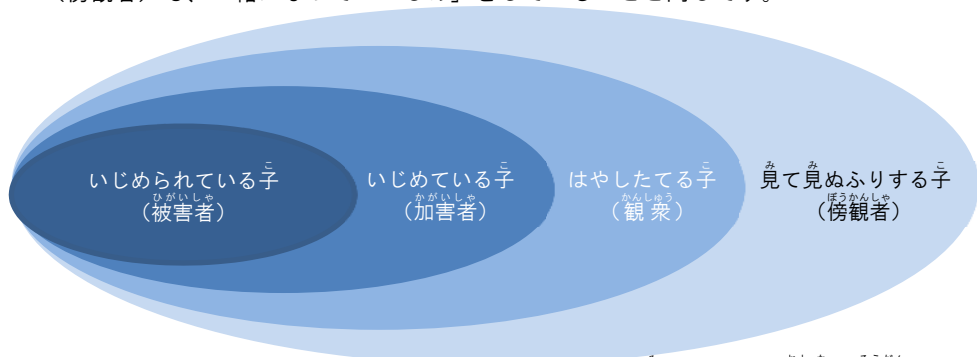 いじめられている子
（被害者）
いじめている子
（加害者）
はやしたてる子
（観衆）
見て見ぬふりする子
（傍観者）